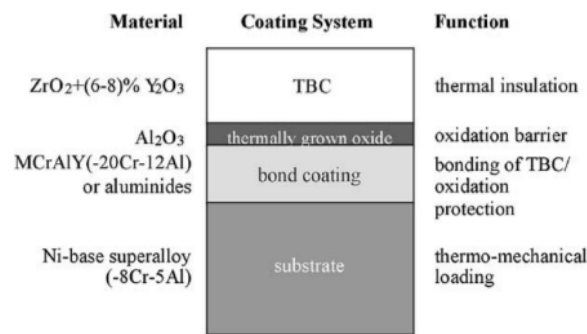 Material Coating System Function
ZrO2+(6-8)% Y2O3 TBC thermal insulation
Al2O3 thermally grown oxide oxidation barrier
MCrAlY(-20Cr-12Al) bonding of TBC/
or aluminides bond coating oxidation
protection
Ni-base superalloy substrate thermo-mechanical
(-8Cr-5Al) loading